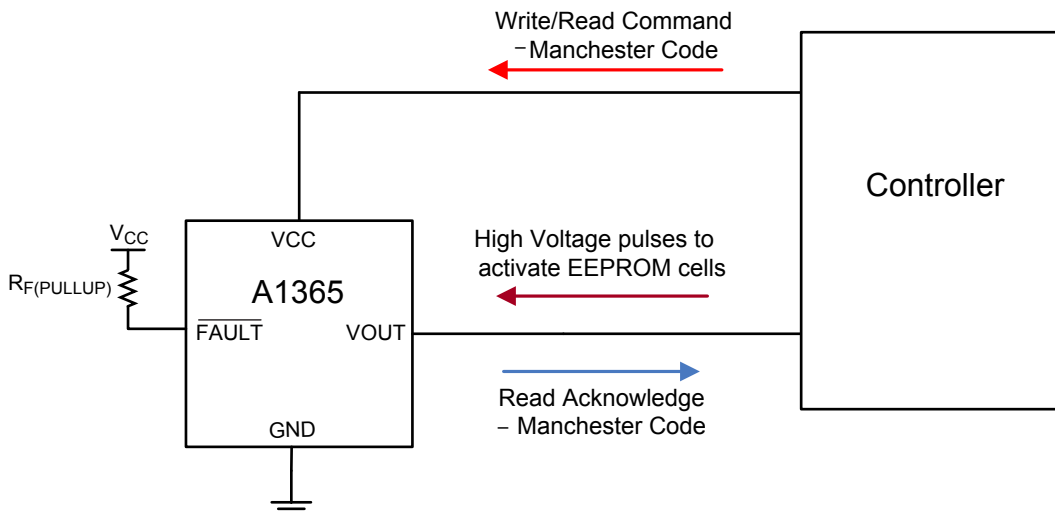 Write/Read Command
– Manchester Code
Controller
High Voltage pulses to
activate EEPROM cells
VCC
RF(PULLUP)
VCC
A1365
FAULT
VOUT
GND
Read Acknowledge
– Manchester Code